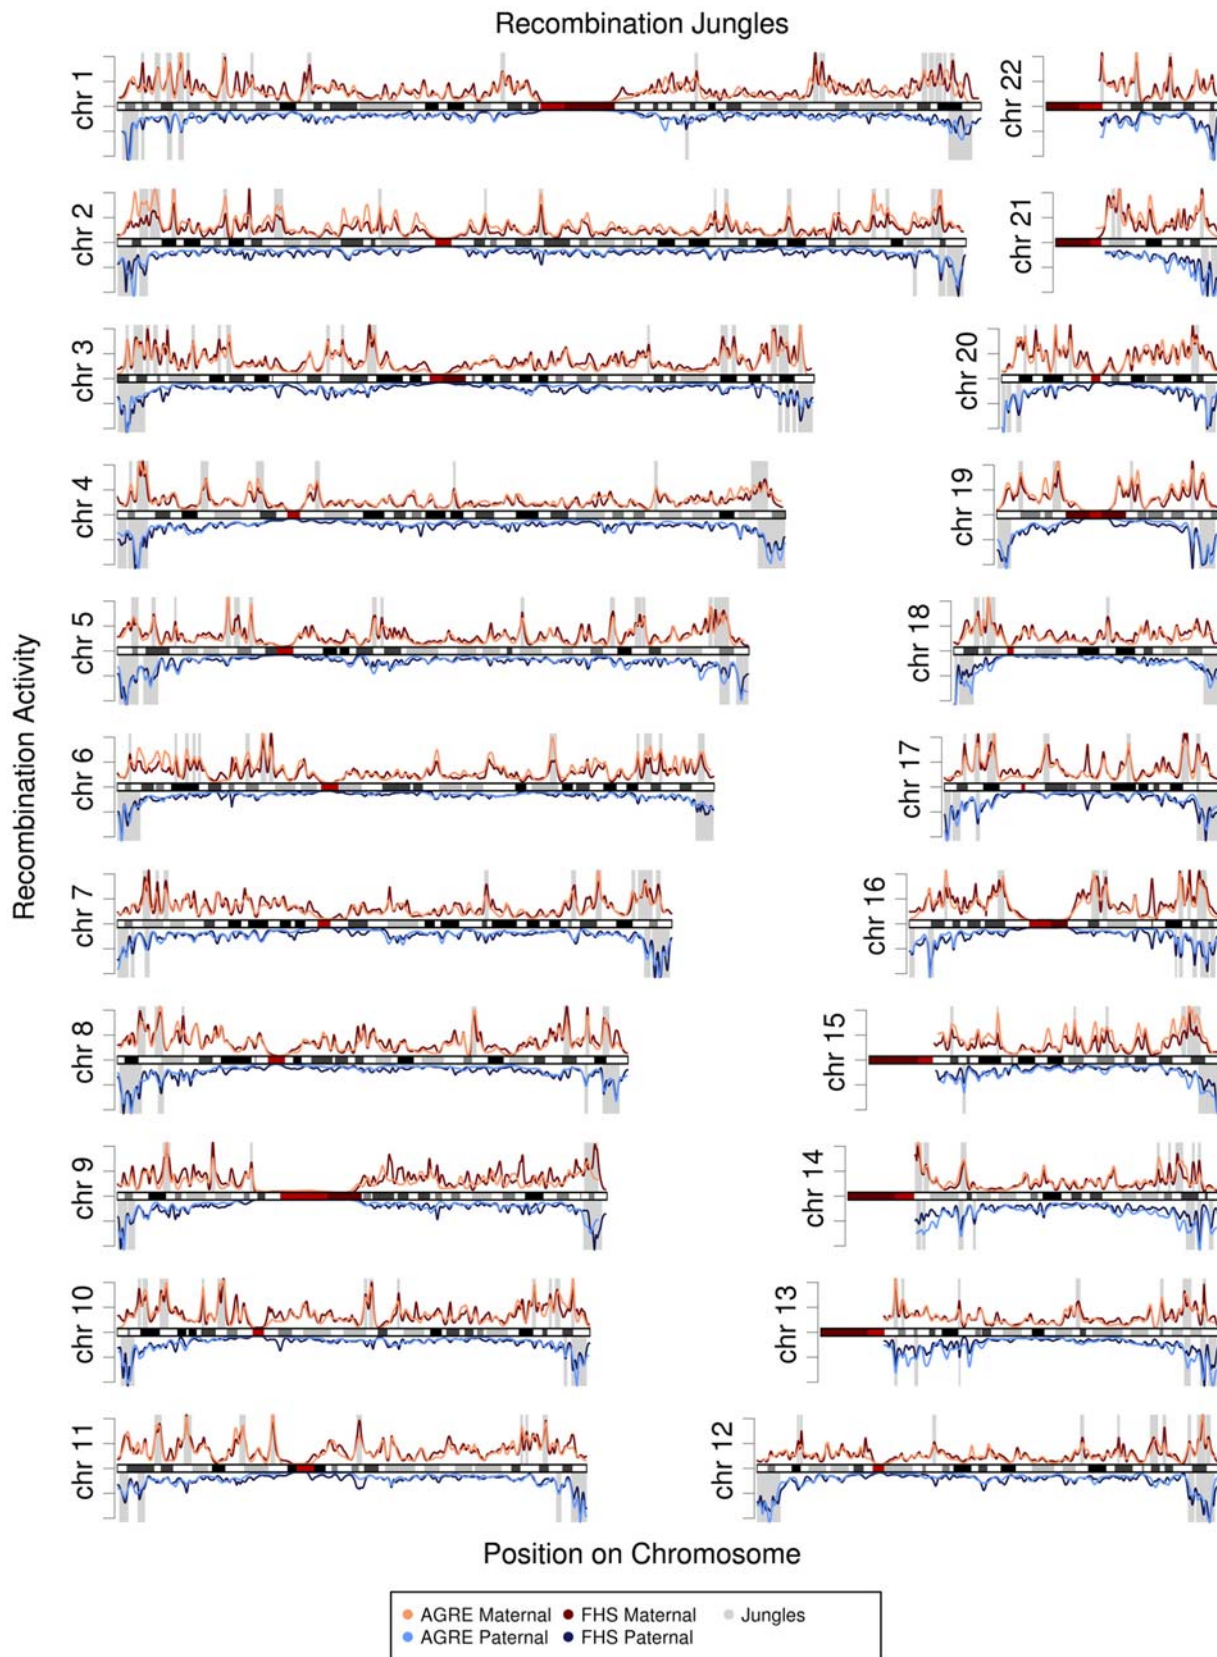 Recombination Jungles
chr 1
chr 22
chr 2
chr 21
chr 3
chr 20
chr 4
chr 19
chr 5
chr 18
chr 6
chr 17
chr 7
chr 16
chr 8
chr 15
chr 9
chr 14
chr 10
chr 13
chr 11
chr 12
Recombination Activity
Position on Chromosome
AGRE Maternal FHS Maternal Jungles
AGRE Paternal FHS Paternal